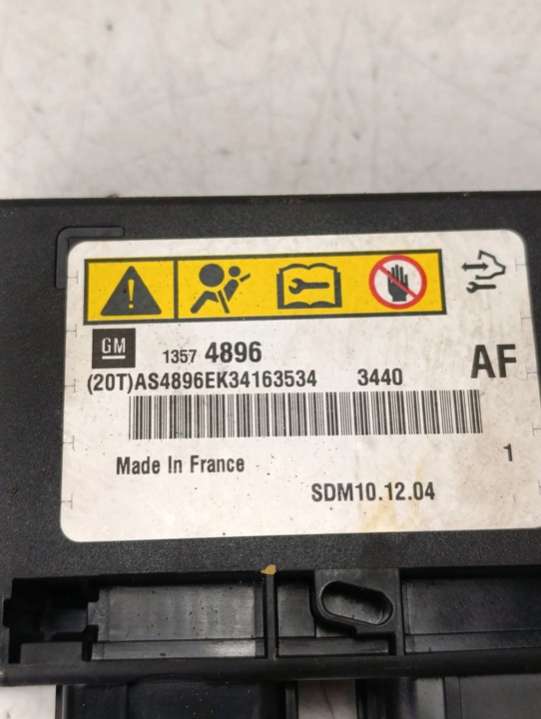 GM 1357 4896 AF
(20T)AS4896EK34163534 3440
Made In France 1
SDM10.12.04